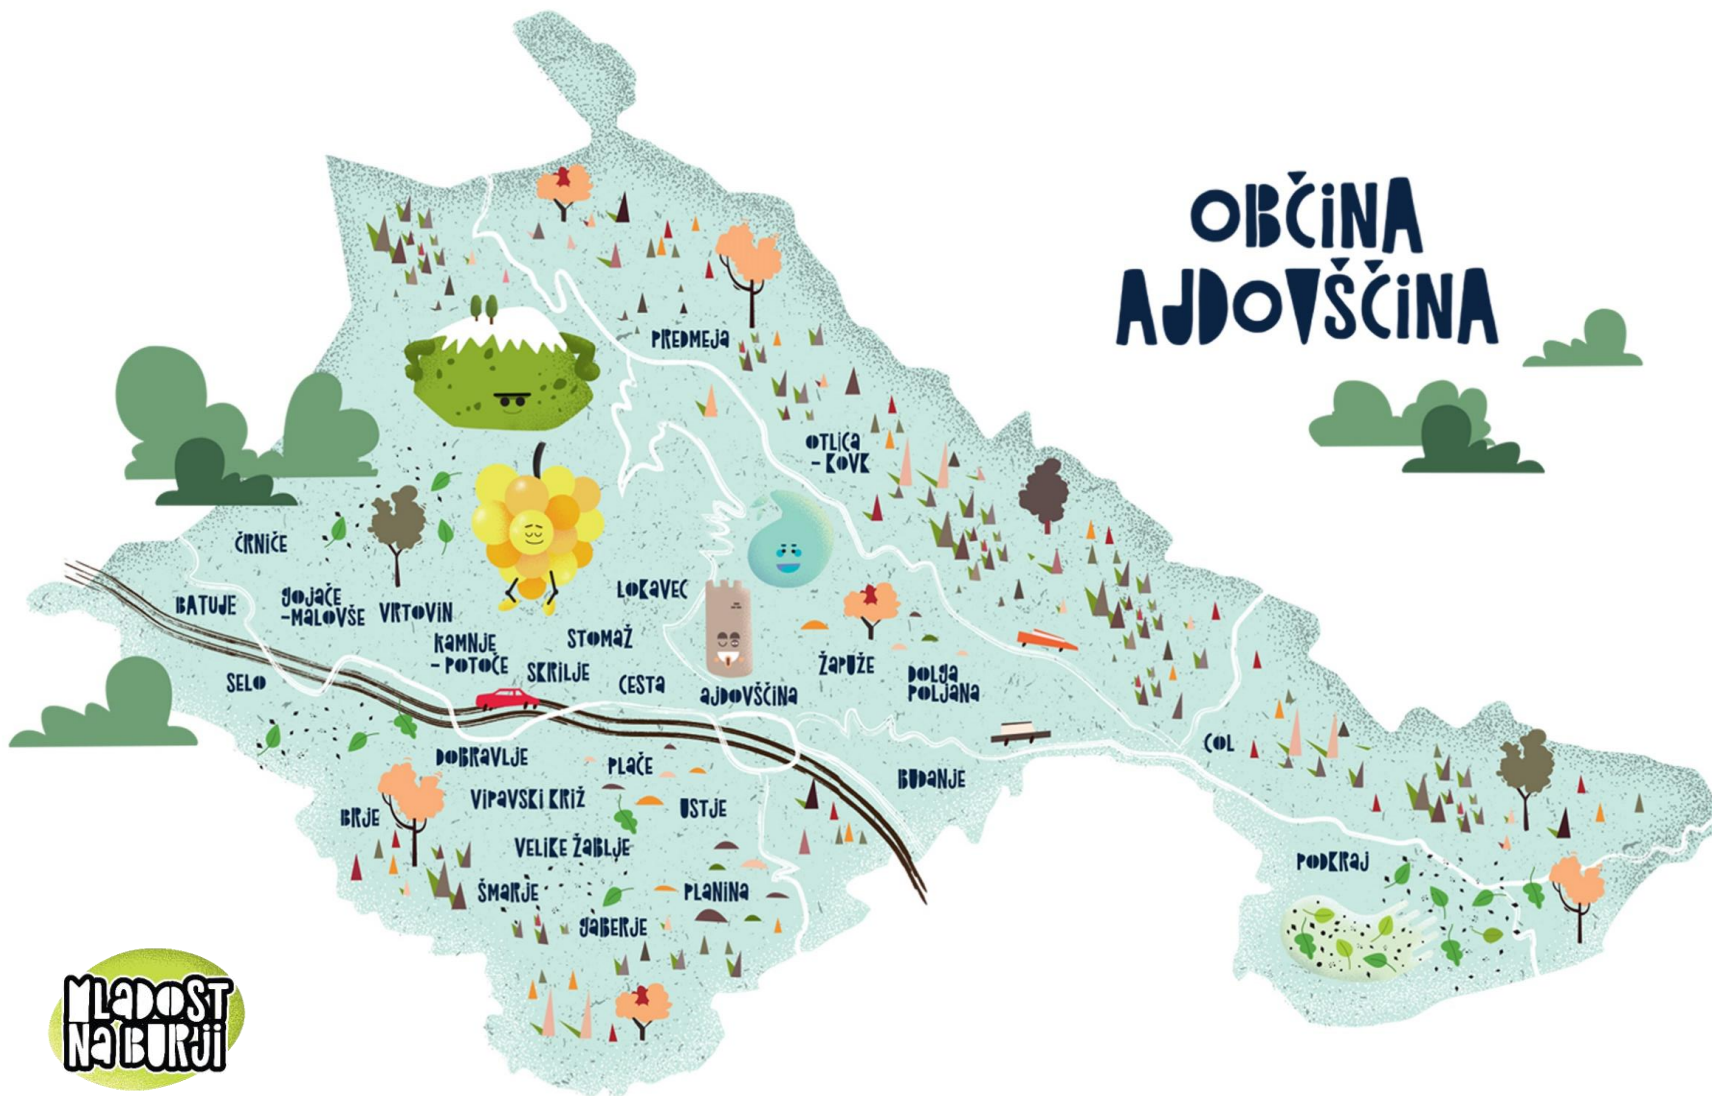 OBČINA
AJDOVŠČINA
PREDMEJA
OTLICA
- KOVK
ČRNIČE
BATUJE
GOJAČE
-MALOVŠE
VRTOVIN
LOKAVEC
KAMNJE
- POTOČE
STOMAŽ
SKRILJE
SELO
CESTA
AJDOVŠČINA
ŽAPUŽE
DOLGA
POLJANA
COL
DOBRAVLJE
PLAČE
BUDANJE
VIPAVSKI KRIŽ
USTJE
BRJE
VELIKE ŽABLJE
PODKRAJ
ŠMARJE
PLANINA
GABERJE
MLADOST
NA BURJI